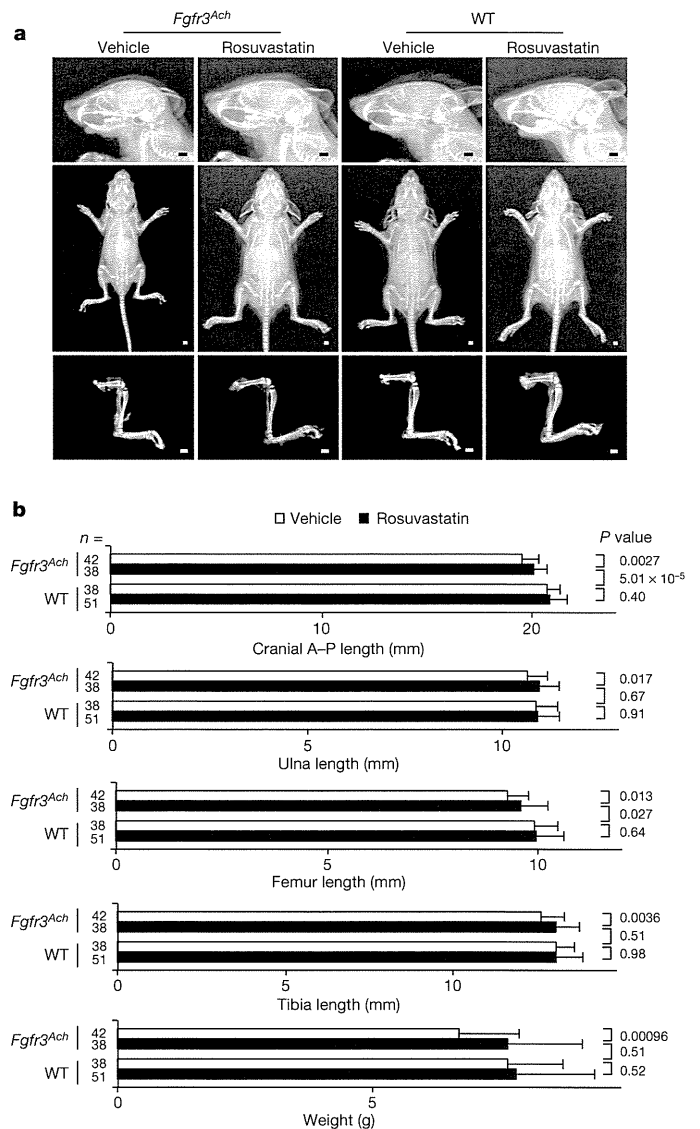 a
Fgfr3Ach WT
Vehicle Rosuvastatin Vehicle Rosuvastatin
b
□ Vehicle ■ Rosuvastatin
n = P value
Fgfr3Ach 42 0.0027
38 5.01 × 10−5
WT 38 0.40
51
0 10 20
Cranial A–P length (mm)
Fgfr3Ach 42 0.017
38 0.67
WT 38 0.91
51
0 5 10
Ulna length (mm)
Fgfr3Ach 42 0.013
38 0.027
WT 38 0.64
51
0 5 10
Femur length (mm)
Fgfr3Ach 42 0.0036
38 0.51
WT 38 0.98
51
0 5 10
Tibia length (mm)
Fgfr3Ach 42 0.00096
38 0.51
WT 38 0.52
51
0 5
Weight (g)